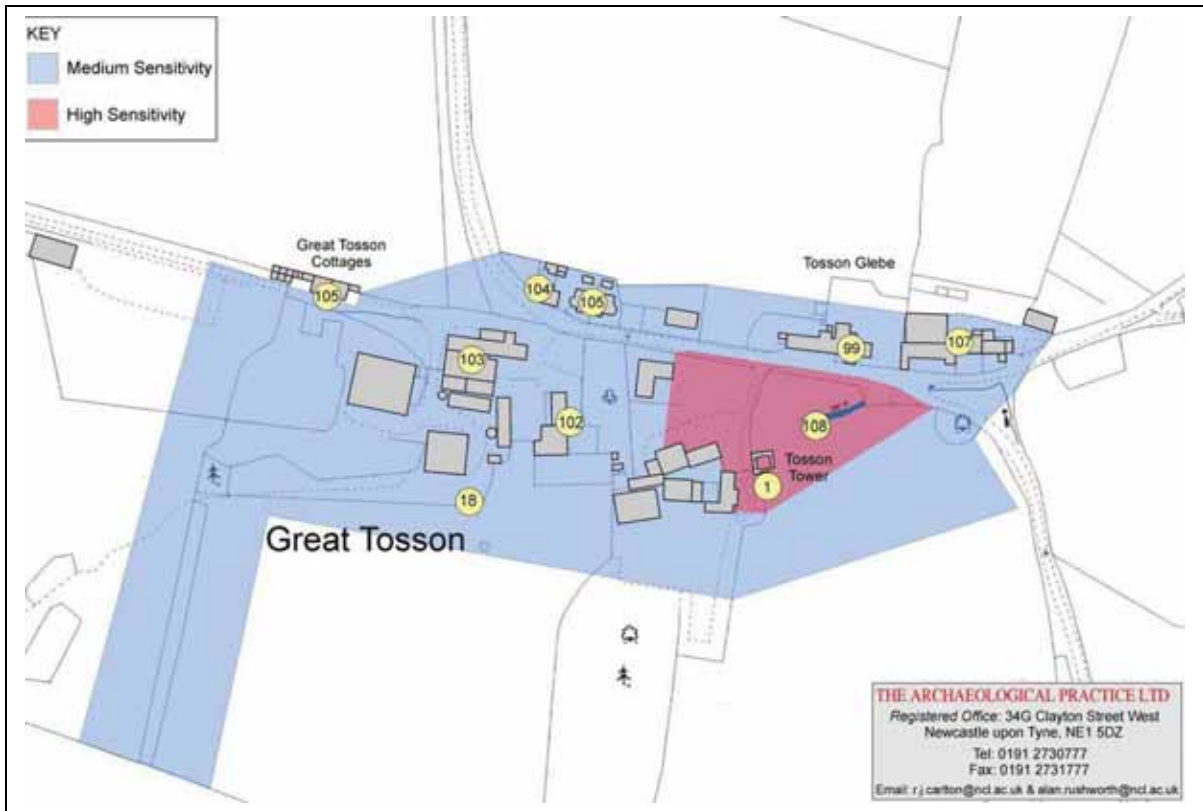 KEY
Medium Sensitivity
High Sensitivity
Great Tosson
Cottages
Tosson Glebe
105
104
105
99
107
103
102
108
Tosson
Tower
1
18
Great Tosson
THE ARCHAEOLOGICAL PRACTICE LTD
Registered Office: 34G Clayton Street West
Newcastle upon Tyne, NE1 5DZ
Tel: 0191 2730777
Fax: 0191 2731777
Email: r.j.carlton@ncl.ac.uk & alan.rushworth@ncl.ac.uk